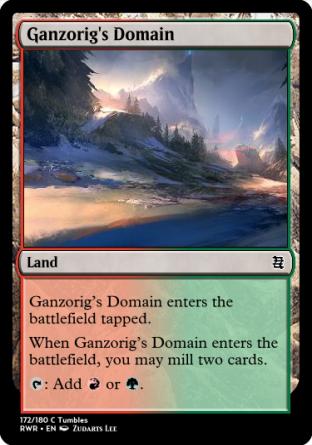 Ganzorig's Domain
Land
Ganzorig's Domain enters the
battlefield tapped.
When Ganzorig's Domain enters the
battlefield, you may mill two cards.
: Add or .
172/180 C Tumbles
RWR • EN Zudarts Lee